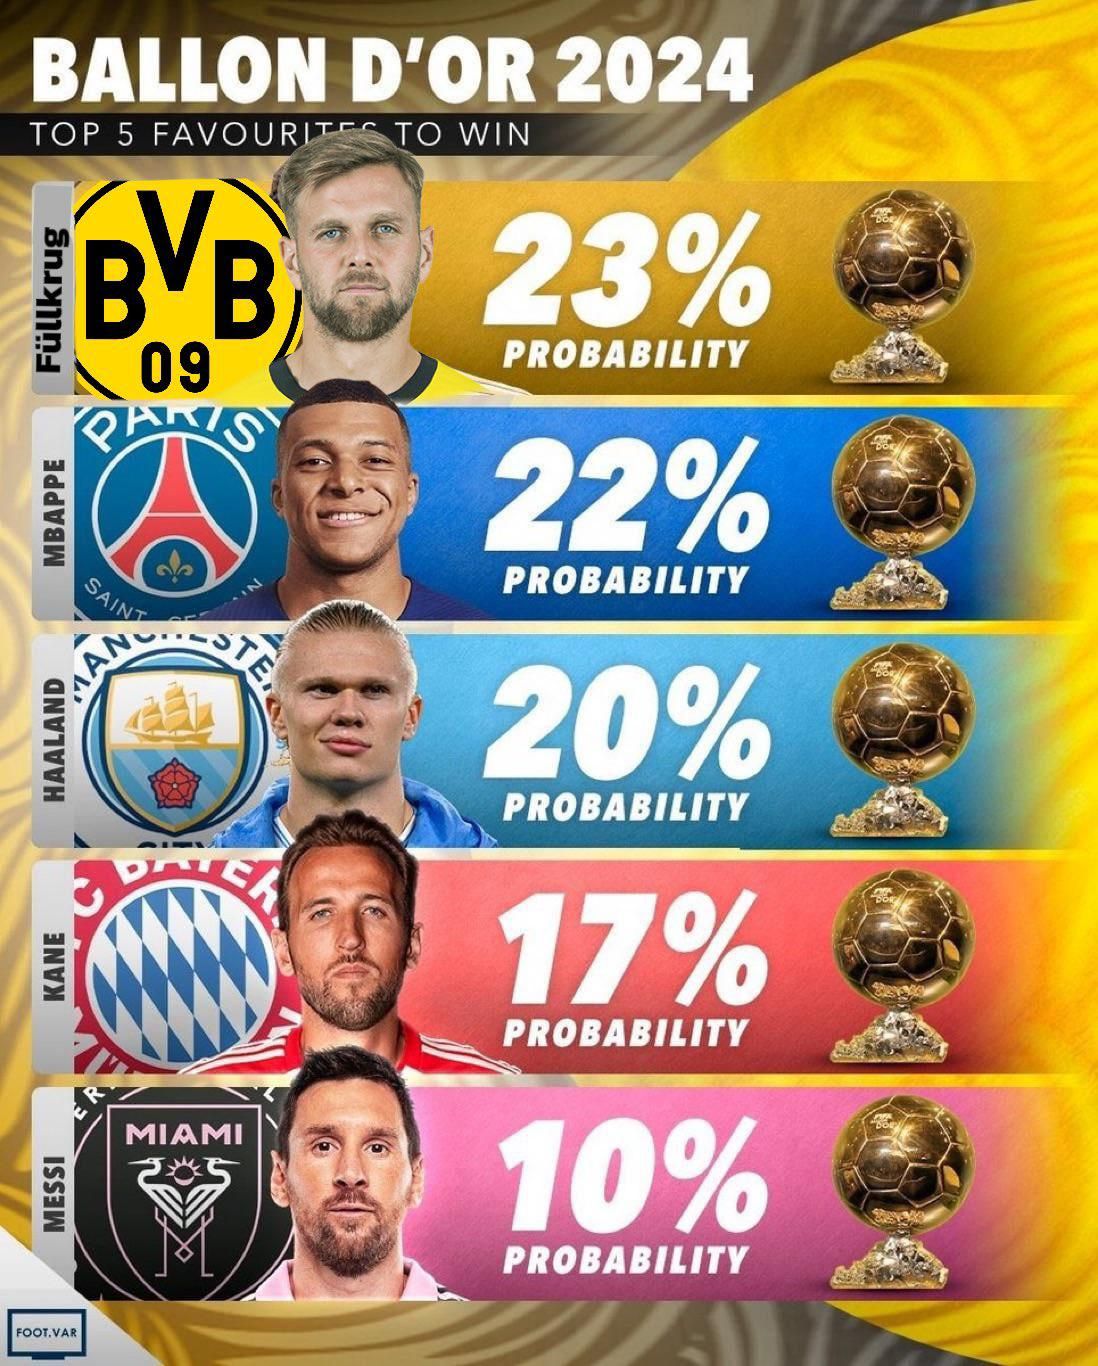 BALLON D'OR 2024
TOP 5 FAVOURITES TO WIN
Füllkrug
BVB
09
23%
PROBABILITY
MBAPPE
PARIS
SAINT-GERMAIN
22%
PROBABILITY
HAALAND
MANCHESTER
CITY
20%
PROBABILITY
KANE
FC BAYERN
MÜ
N
17%
PROBABILITY
MESSI
MIAMI
10%
PROBABILITY
FOOT.VAR